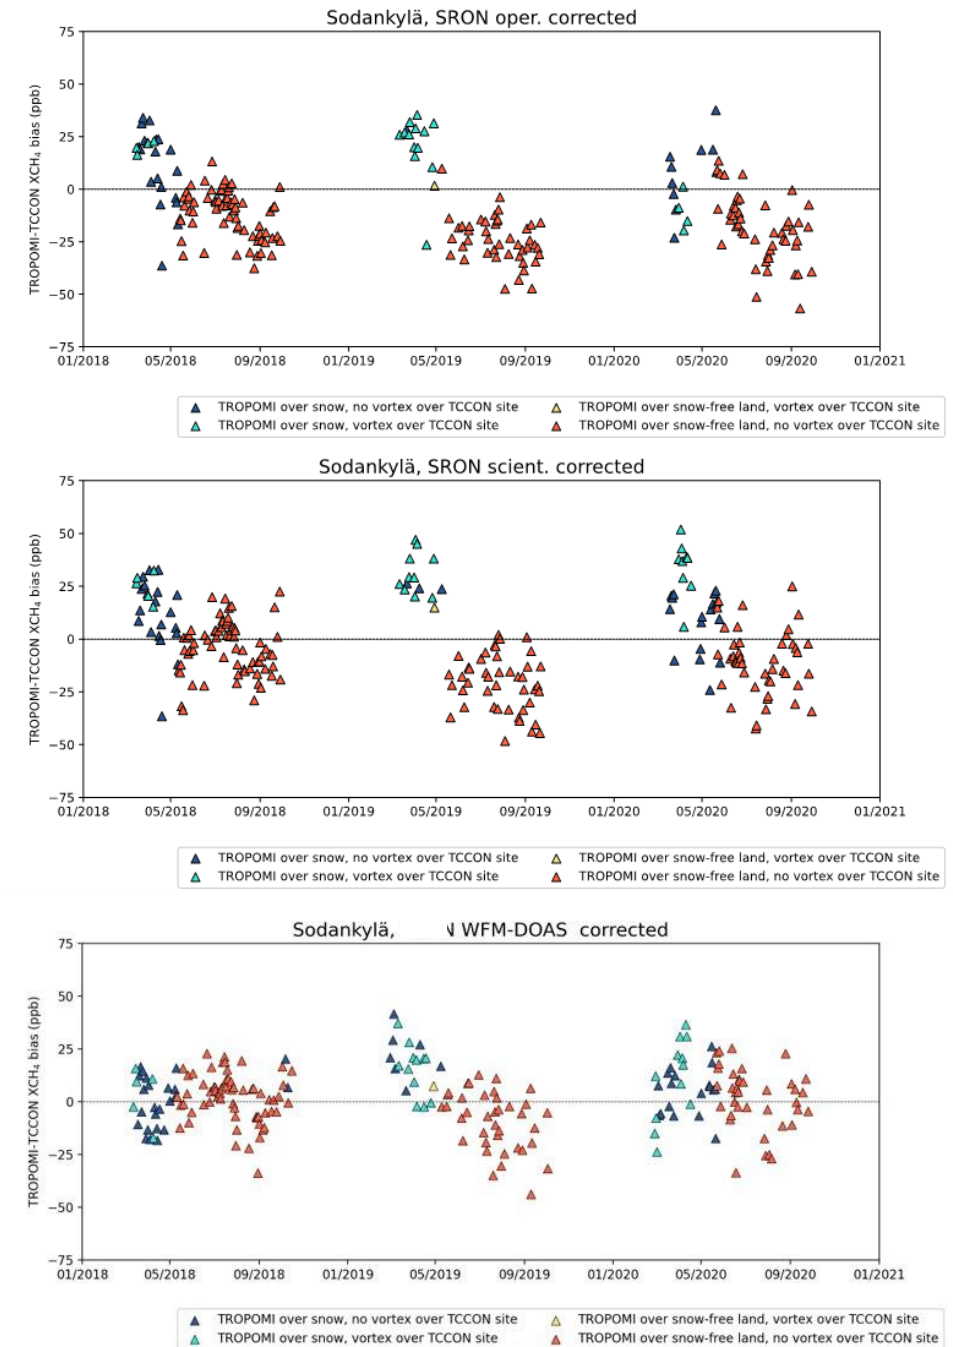 Sodankylä, SRON oper. corrected
75
50
25
0
−25
−50
−75
TROPOMI-TCCON XCH₄ bias (ppb)
01/2018 05/2018 09/2018 01/2019 05/2019 09/2019 01/2020 05/2020 09/2020 01/2021
TROPOMI over snow, no vortex over TCCON site TROPOMI over snow-free land, vortex over TCCON site
TROPOMI over snow, vortex over TCCON site TROPOMI over snow-free land, no vortex over TCCON site
Sodankylä, SRON scient. corrected
75
50
25
0
−25
−50
−75
TROPOMI-TCCON XCH₄ bias (ppb)
01/2018 05/2018 09/2018 01/2019 05/2019 09/2019 01/2020 05/2020 09/2020 01/2021
TROPOMI over snow, no vortex over TCCON site TROPOMI over snow-free land, vortex over TCCON site
TROPOMI over snow, vortex over TCCON site TROPOMI over snow-free land, no vortex over TCCON site
Sodankylä, WFM-DOAS corrected
75
50
25
0
−25
−50
−75
TROPOMI-TCCON XCH₄ bias (ppb)
01/2018 05/2018 09/2018 01/2019 05/2019 09/2019 01/2020 05/2020 09/2020 01/2021
TROPOMI over snow, no vortex over TCCON site TROPOMI over snow-free land, vortex over TCCON site
TROPOMI over snow, vortex over TCCON site TROPOMI over snow-free land, no vortex over TCCON site